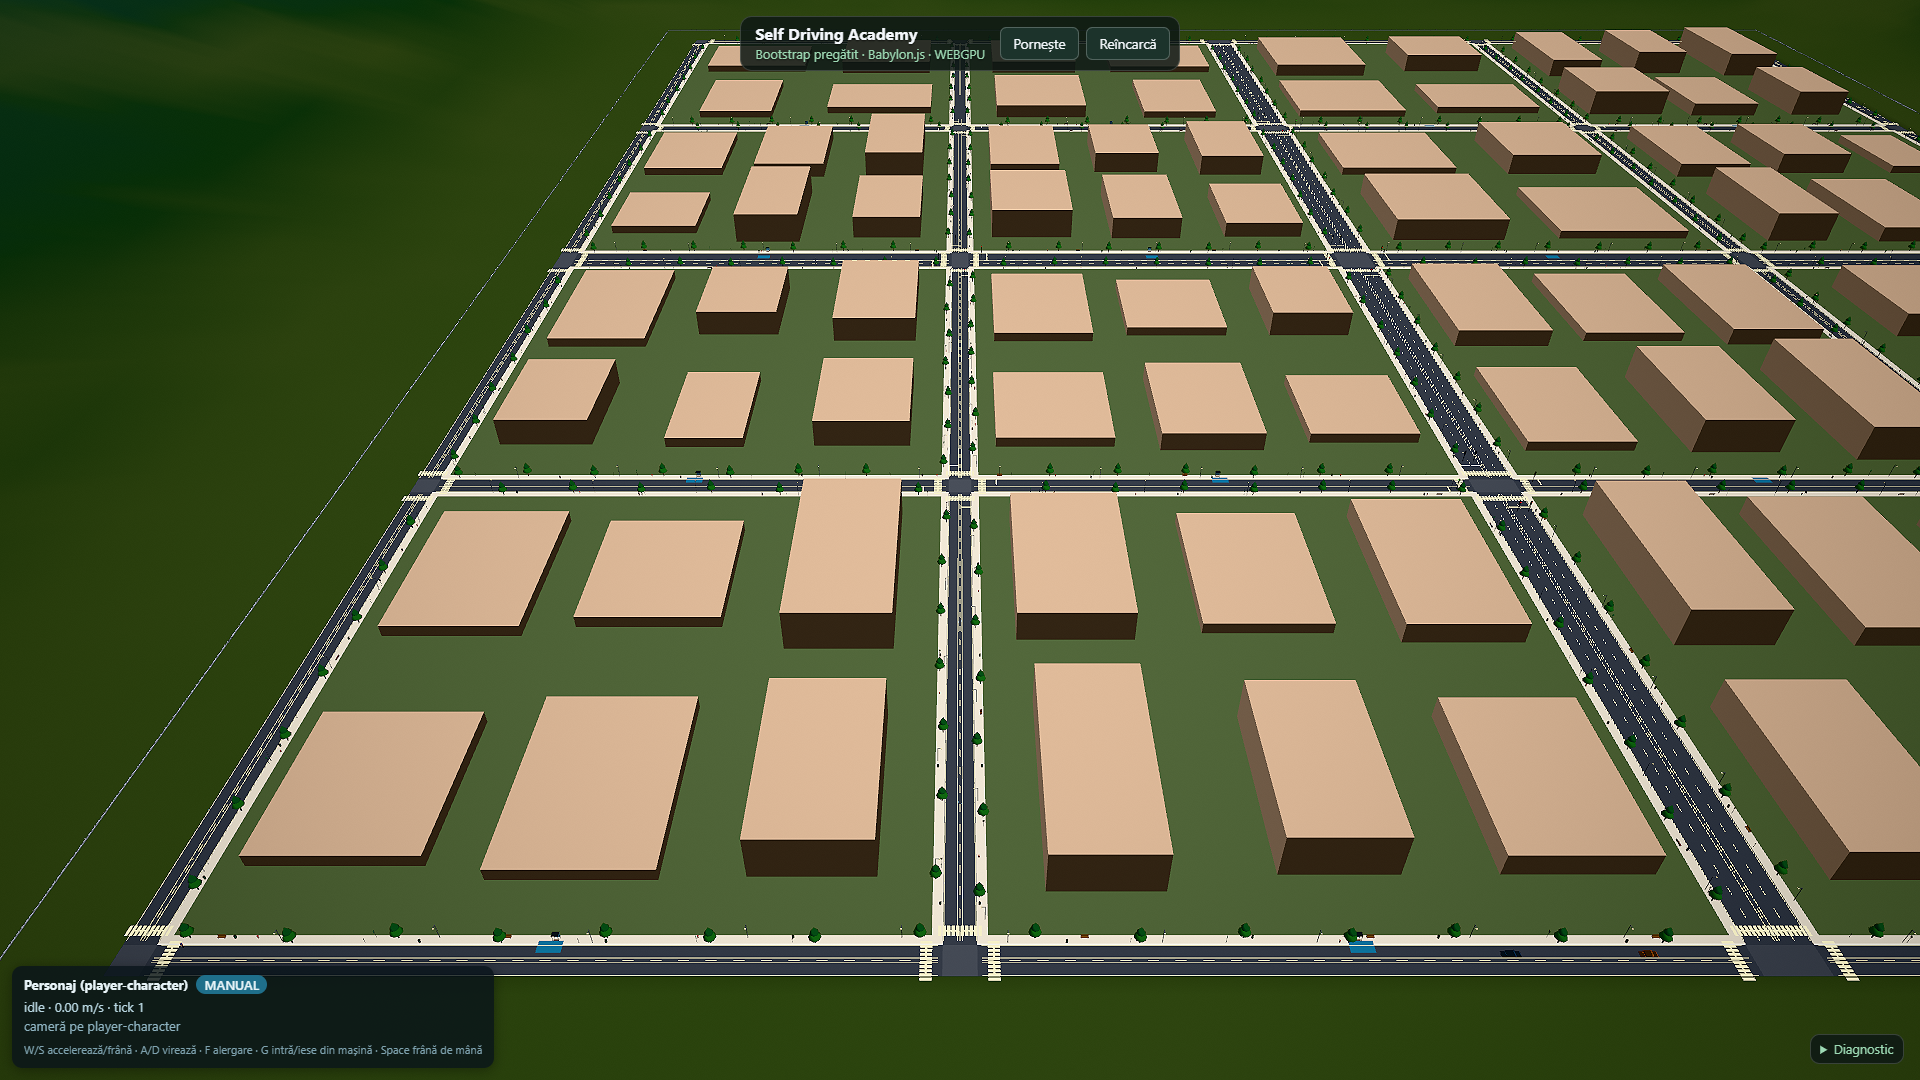 Self Driving Academy
Bootstrap pregătit · Babylon.js · WEBGPU
Pornește
Reîncarcă
Personaj (player-character) MANUAL
idle · 0.00 m/s · tick 1
cameră pe player-character
W/S accelerează/frână · A/D virează · F alergare · G intră/iese din mașină · Space frână de mână
▶ Diagnostic